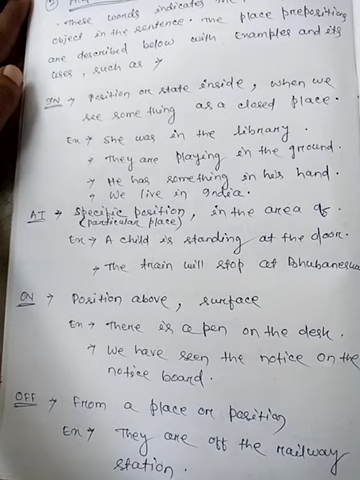 These words indicates the
object in the sentence. The place prepositions
are described below with examples and its
uses, such as →
IN → Position or state inside, when we
see something as a closed place.
Ex → She was in the library.
→ They are playing in the ground.
→ He has something in his hand.
→ We live in India.
AT → Specific position, in the area of.
(particular place)
Ex → A child is standing at the door.
→ The train will stop at Bhubaneswa
ON → Position above, surface
Ex → There is a pen on the desk.
→ We have seen the notice on the
notice board.
OFF → From a place or position
Ex → They are off the railway
station.